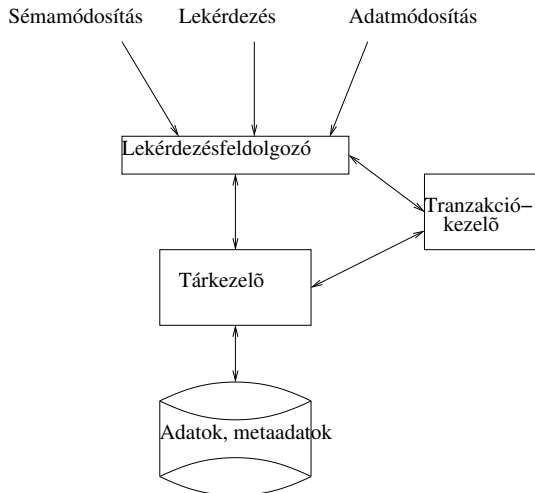 Sémamódosítás
Lekérdezés
Adatmódosítás
Lekérdezésfeldolgozó
Tranzakció−
kezelõ
Tárkezelõ
Adatok, metaadatok